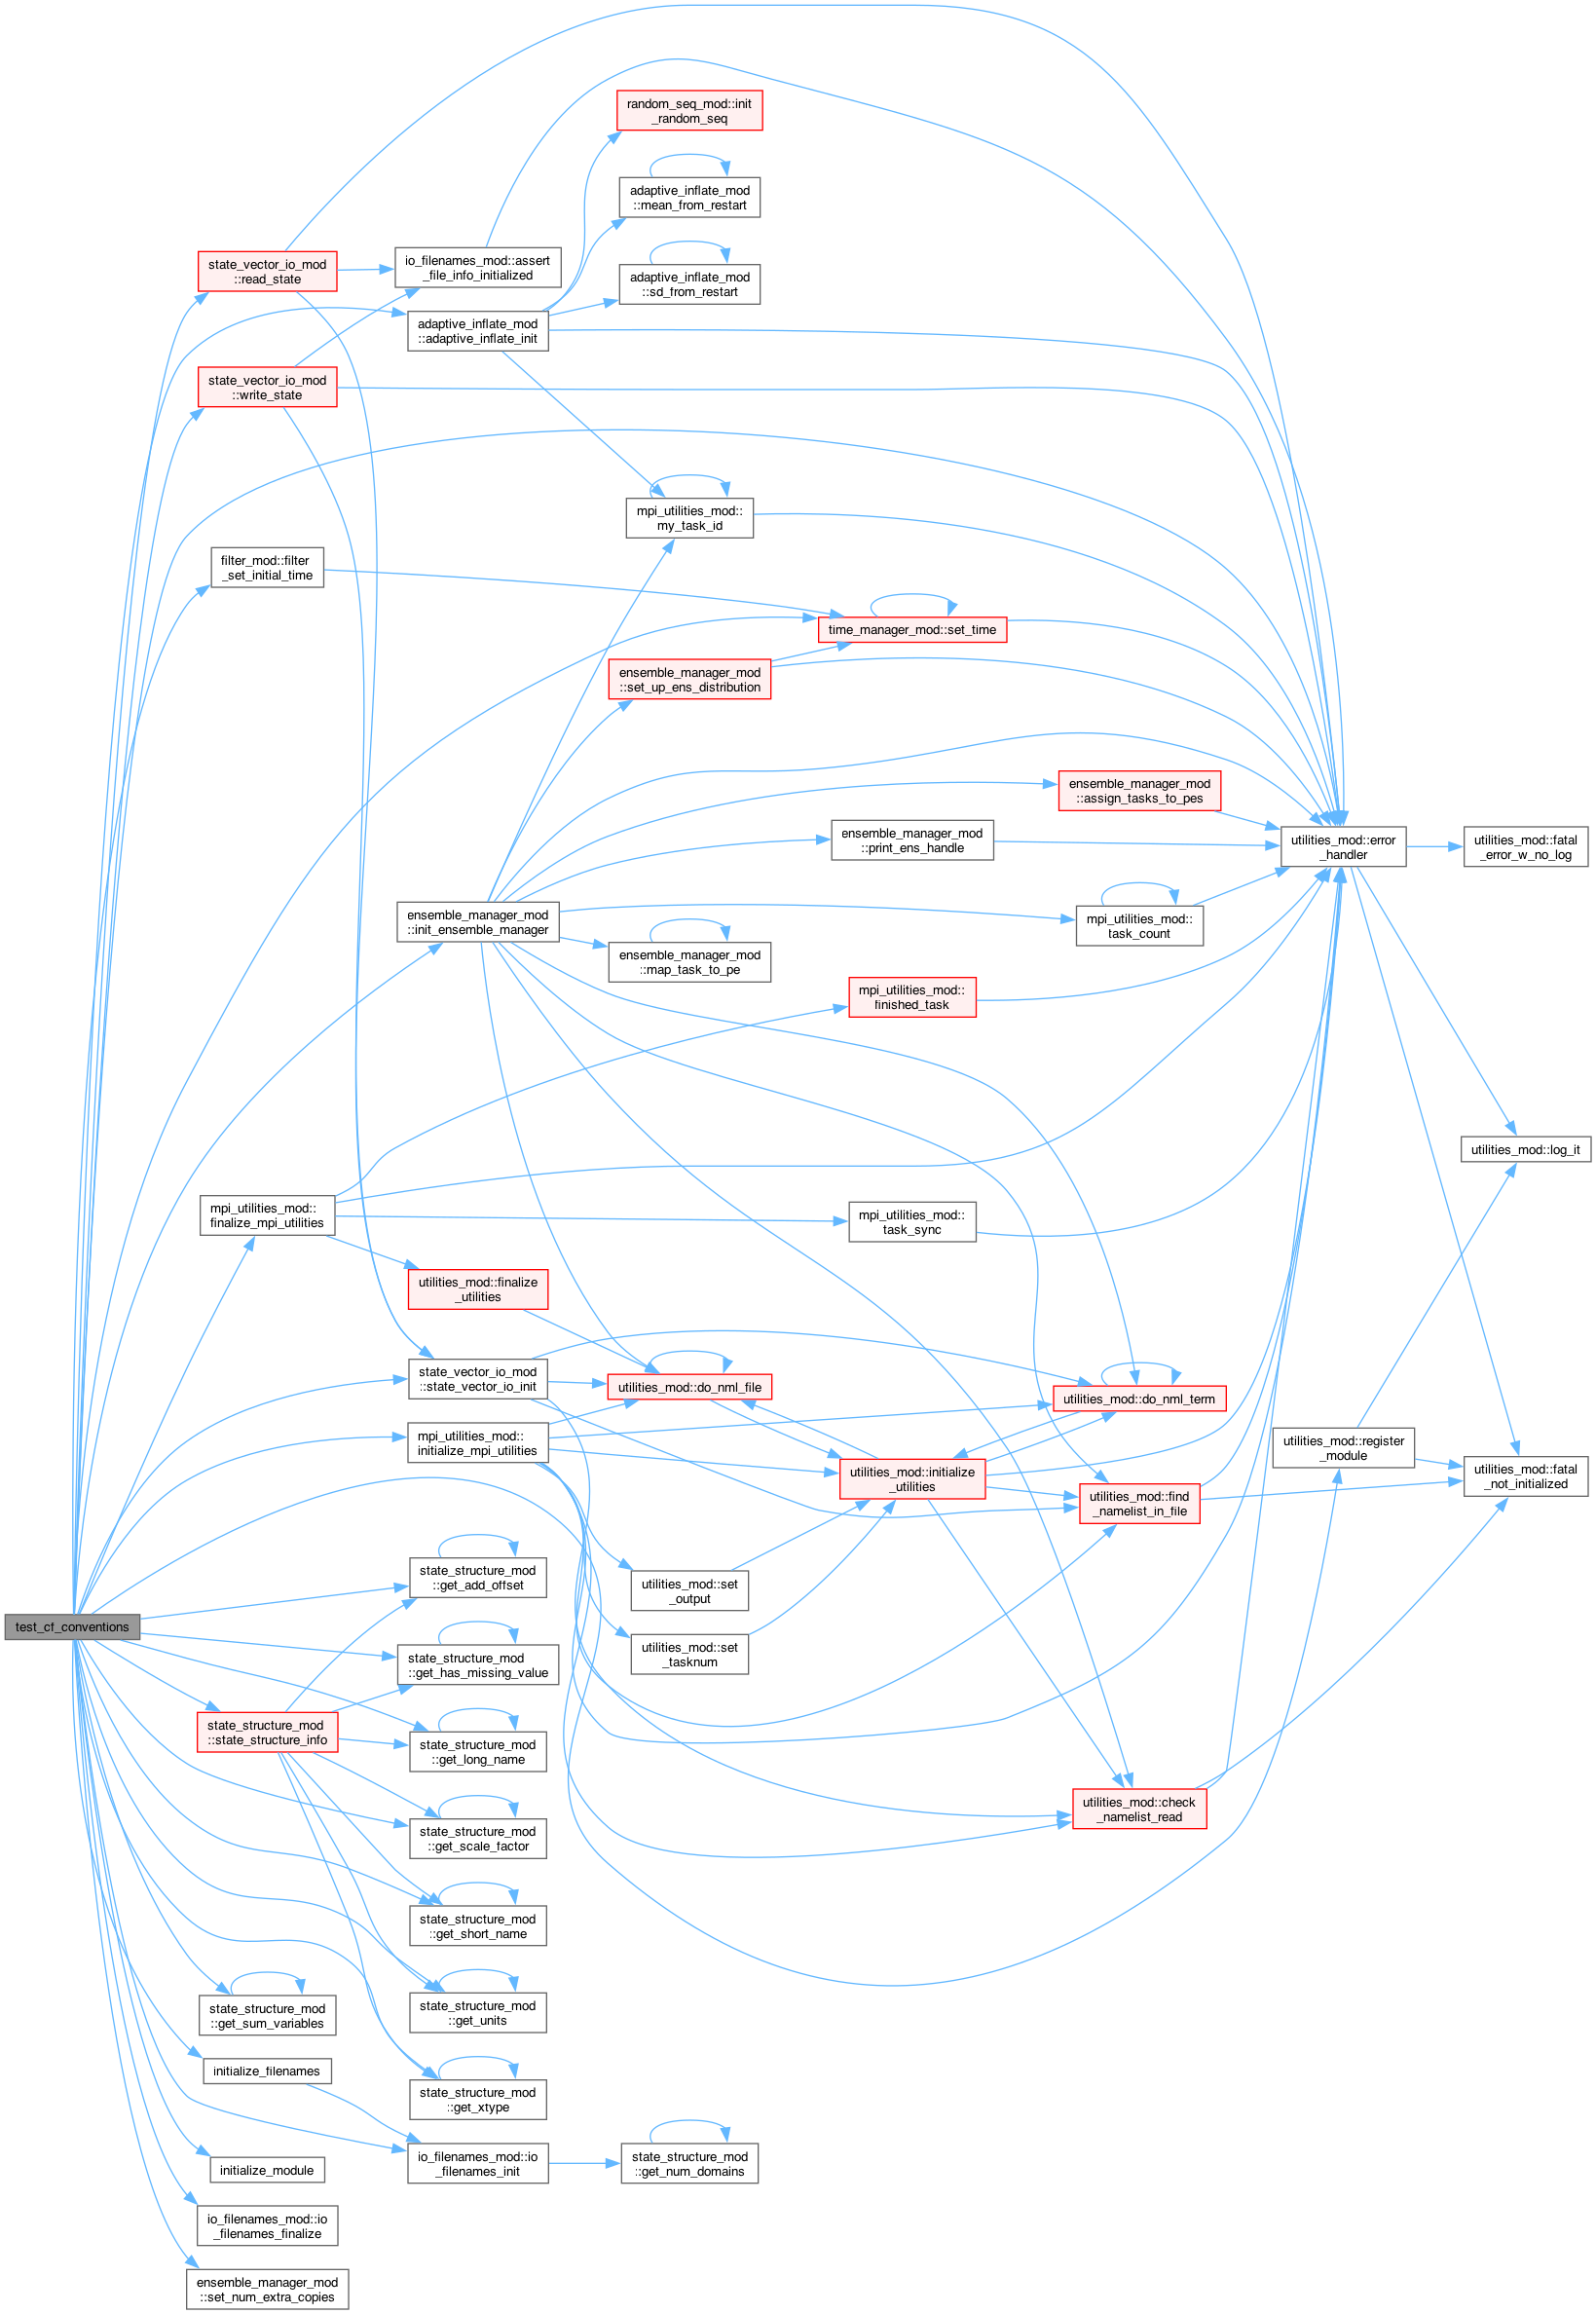 random_seq_mod::init
_random_seq
adaptive_inflate_mod
::mean_from_restart
state_vector_io_mod
::read_state
io_filenames_mod::assert
_file_info_initialized
adaptive_inflate_mod
::sd_from_restart
adaptive_inflate_mod
::adaptive_inflate_init
state_vector_io_mod
::write_state
mpi_utilities_mod::
my_task_id
filter_mod::filter
_set_initial_time
time_manager_mod::set_time
ensemble_manager_mod
::set_up_ens_distribution
ensemble_manager_mod
::assign_tasks_to_pes
ensemble_manager_mod
::print_ens_handle
utilities_mod::error
_handler
utilities_mod::fatal
_error_w_no_log
ensemble_manager_mod
::init_ensemble_manager
mpi_utilities_mod::
task_count
ensemble_manager_mod
::map_task_to_pe
mpi_utilities_mod::
finished_task
utilities_mod::log_it
mpi_utilities_mod::
finalize_mpi_utilities
mpi_utilities_mod::
task_sync
utilities_mod::finalize
_utilities
state_vector_io_mod
::state_vector_io_init
utilities_mod::do_nml_file
utilities_mod::do_nml_term
mpi_utilities_mod::
initialize_mpi_utilities
utilities_mod::register
_module
utilities_mod::initialize
_utilities
utilities_mod::fatal
_not_initialized
utilities_mod::find
_namelist_in_file
state_structure_mod
::get_add_offset
utilities_mod::set
_output
test_cf_conventions
utilities_mod::set
_tasknum
state_structure_mod
::get_has_missing_value
state_structure_mod
::state_structure_info
state_structure_mod
::get_long_name
utilities_mod::check
_namelist_read
state_structure_mod
::get_scale_factor
state_structure_mod
::get_short_name
state_structure_mod
::get_sum_variables
state_structure_mod
::get_units
initialize_filenames
state_structure_mod
::get_xtype
io_filenames_mod::io
_filenames_init
state_structure_mod
::get_num_domains
initialize_module
io_filenames_mod::io
_filenames_finalize
ensemble_manager_mod
::set_num_extra_copies